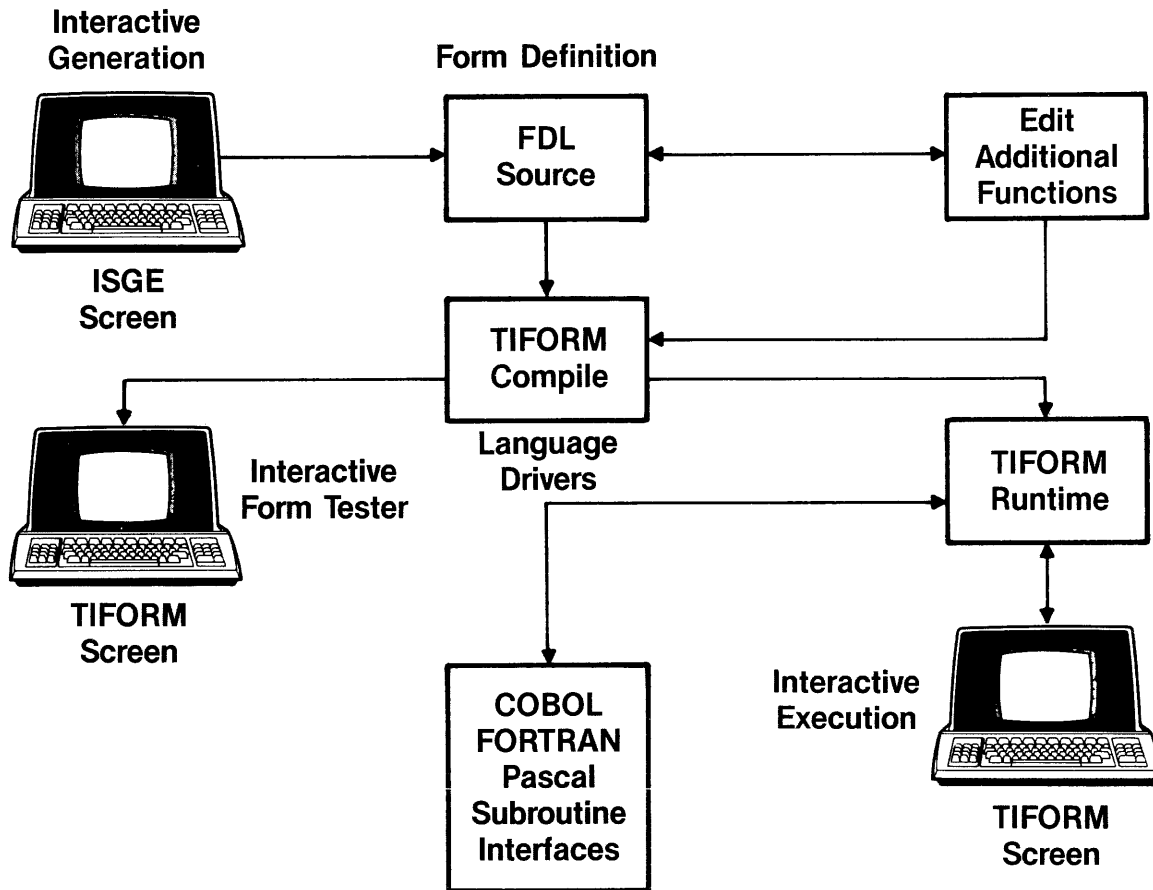 Interactive
Generation
Form Definition
FDL
Source
Edit
Additional
Functions
ISGE
Screen
TIFORM
Compile
Language
Drivers
Interactive
Form Tester
TIFORM
Runtime
TIFORM
Screen
COBOL
FORTRAN
Pascal
Subroutine
Interfaces
Interactive
Execution
TIFORM
Screen